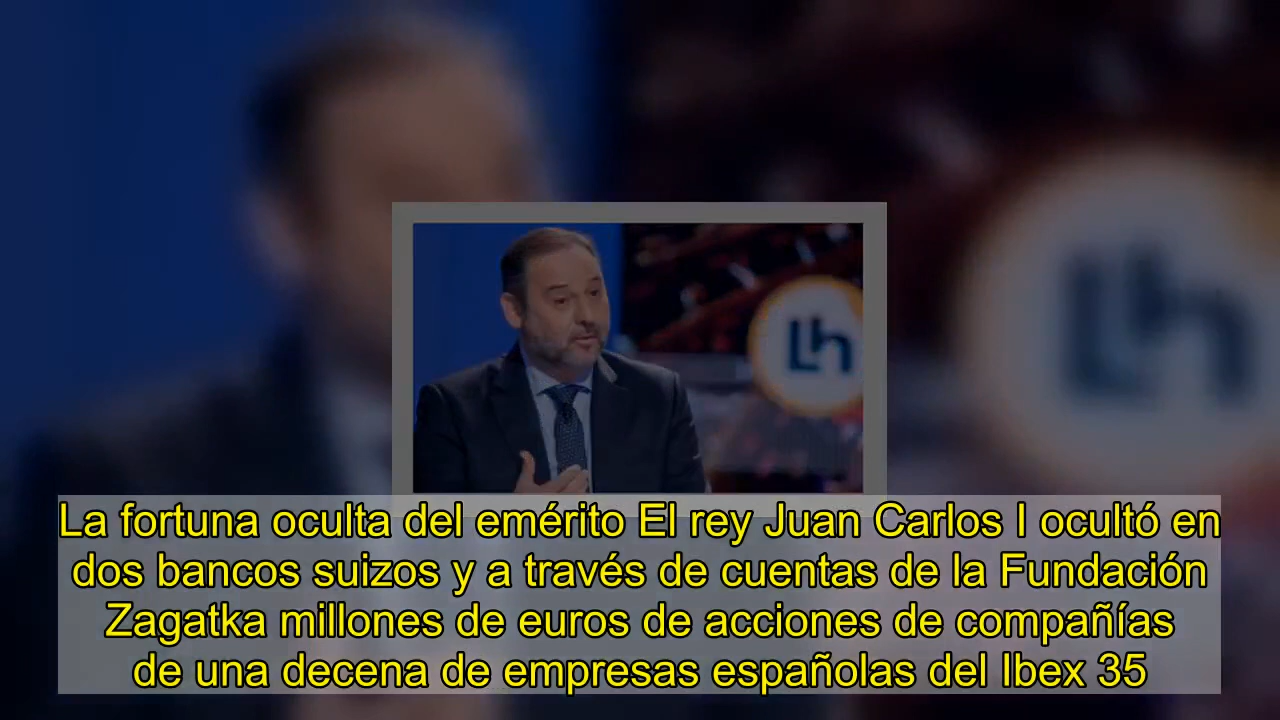 Lh
La fortuna oculta del emérito El rey Juan Carlos I ocultó en
dos bancos suizos y a través de cuentas de la Fundación
Zagatka millones de euros de acciones de compañías
de una decena de empresas españolas del Ibex 35